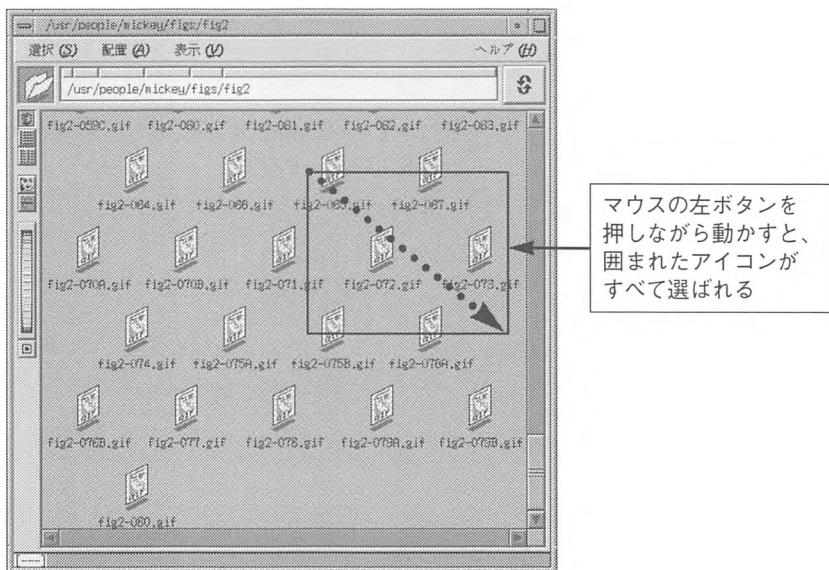 /usr/people/mickey/figs/fig2
選択 (S) 配置 (A) 表示 (V) ヘルプ (H)
/usr/people/mickey/figs/fig2
fig2-059C.gif fig2-060.gif fig2-061.gif fig2-062.gif fig2-063.gif
fig2-064.gif fig2-066.gif fig2-065.gif fig2-067.gif
fig2-070A.gif fig2-070B.gif fig2-071.gif fig2-072.gif fig2-073.gif
fig2-074.gif fig2-075A.gif fig2-075B.gif fig2-076A.gif
fig2-076B.gif fig2-077.gif fig2-078.gif fig2-079A.gif fig2-079B.gif
fig2-080.gif
マウスの左ボタンを
押しながら動かすと、
囲まれたアイコンが
すべて選ばれる